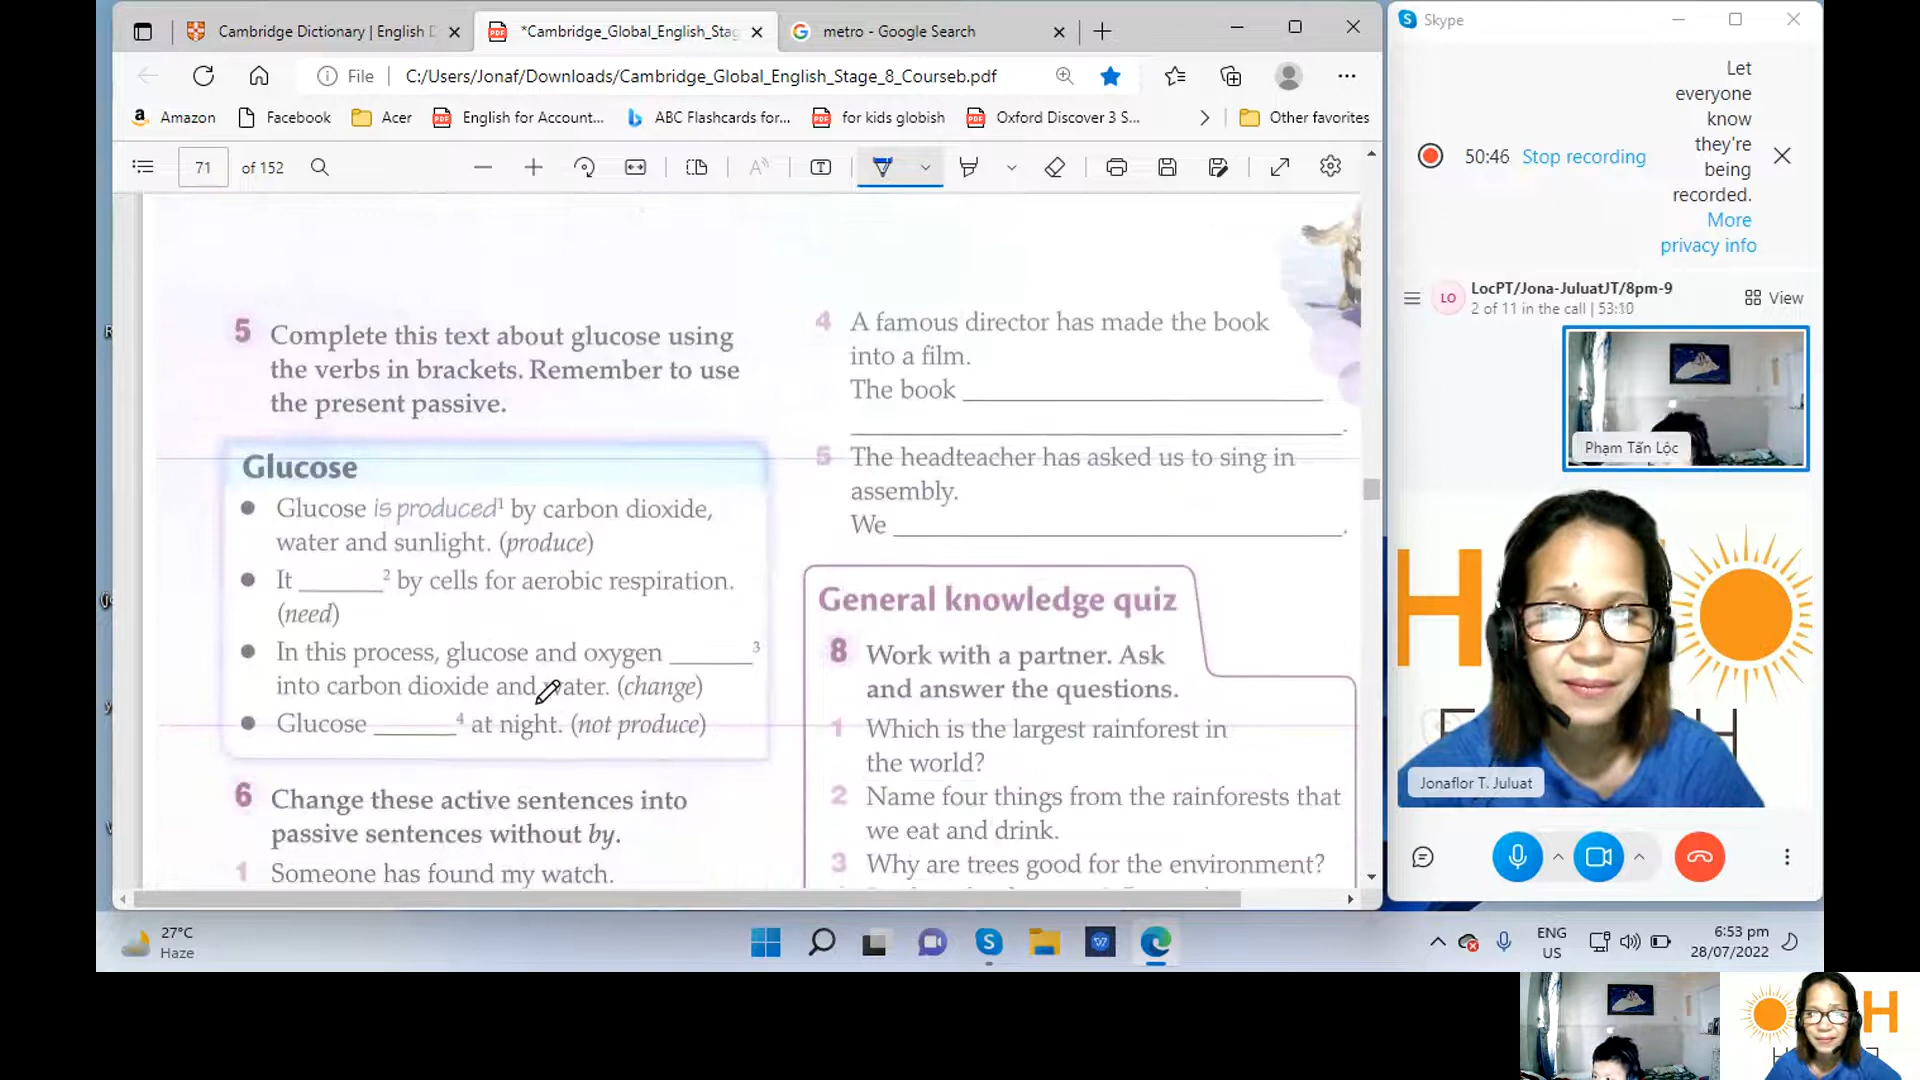 Cambridge Dictionary | English D
*Cambridge_Global_English_Stag
metro - Google Search
File
C:/Users/Jonaf/Downloads/Cambridge_Global_English_Stage_8_Courseb.pdf
Amazon
Facebook
Acer
English for Account...
ABC Flashcards for...
for kids globish
Oxford Discover 3 S...
Other favorites
71 of 152
5 Complete this text about glucose using
the verbs in brackets. Remember to use
the present passive.
Glucose
● Glucose is produced¹ by carbon dioxide,
water and sunlight. (produce)
● It _______ ² by cells for aerobic respiration.
(need)
● In this process, glucose and oxygen _______ ³
into carbon dioxide and water. (change)
● Glucose _______ ⁴ at night. (not produce)
6 Change these active sentences into
passive sentences without by.
1 Someone has found my watch.
4 A famous director has made the book
into a film.
The book ______________________________
______________________________.
5 The headteacher has asked us to sing in
assembly.
We ______________________________.
General knowledge quiz
8 Work with a partner. Ask
and answer the questions.
1 Which is the largest rainforest in
the world?
2 Name four things from the rainforests that
we eat and drink.
3 Why are trees good for the environment?
Skype
50:46 Stop recording
Let
everyone
know
they're
being
recorded.
More
privacy info
LO
LocPT/Jona-JuluatJT/8pm-9
2 of 11 in the call | 53:10
View
Phạm Tấn Lộc
H
Jonaflor T. Juluat
27°C
Haze
ENG
US
6:53 pm
28/07/2022
H